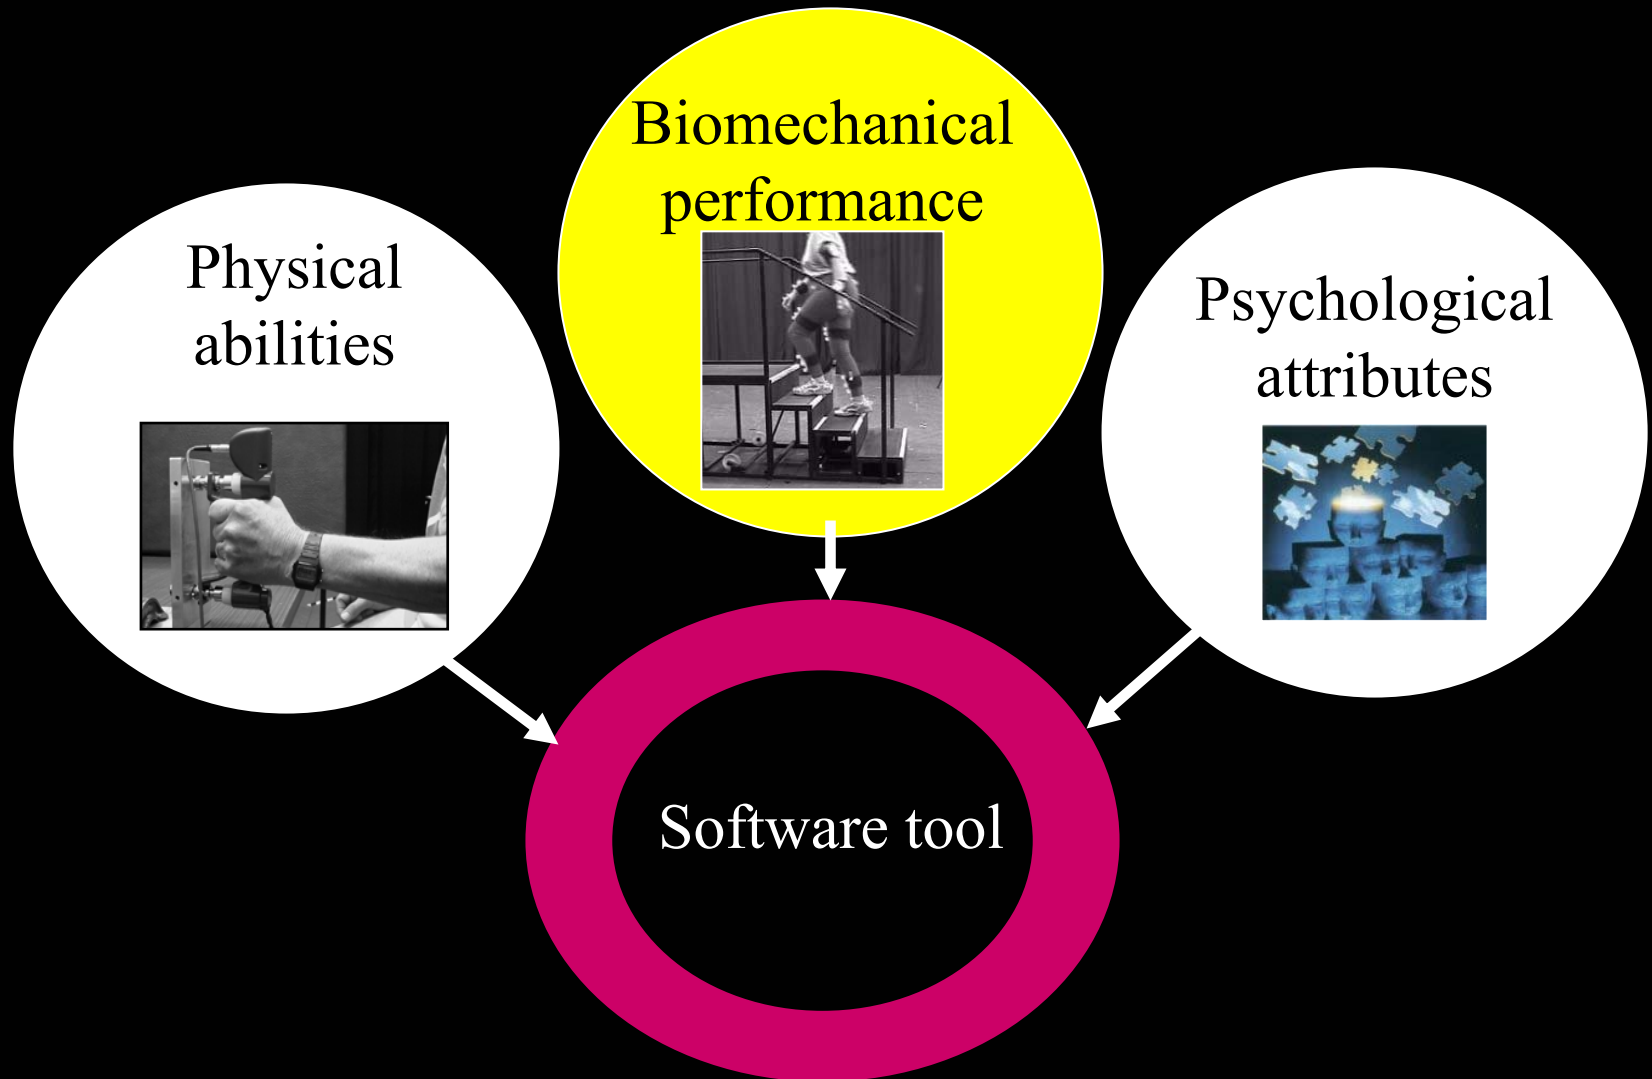 Biomechanical
performance
Physical
abilities
Psychological
attributes
Software tool